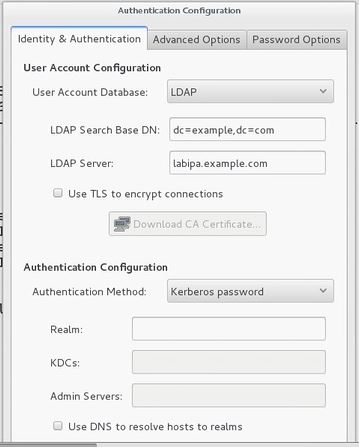 Authentication Configuration
Identity & Authentication Advanced Options Password Options
User Account Configuration
User Account Database: LDAP
LDAP Search Base DN: dc=example,dc=com
LDAP Server: labipa.example.com
Use TLS to encrypt connections
Download CA Certificate...
Authentication Configuration
Authentication Method: Kerberos password
Realm:
KDCs:
Admin Servers:
Use DNS to resolve hosts to realms